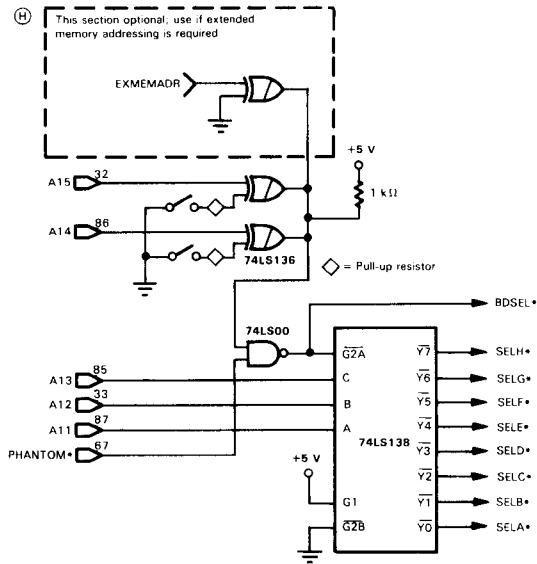 H
This section optional; use if extended
memory addressing is required
EXMEMADR
+5 V
1 kΩ
A15 32
A14 86
74LS136
= Pull-up resistor
74LS00
BDSEL*
G2A Y7 SELH*
A13 85 C Y6 SELG*
A12 33 B Y5 SELF*
A11 87 A Y4 SELE*
74LS138
PHANTOM* 67 Y3 SELD*
+5 V Y2 SELC*
G1 Y1 SELB*
G2B Y0 SELA*